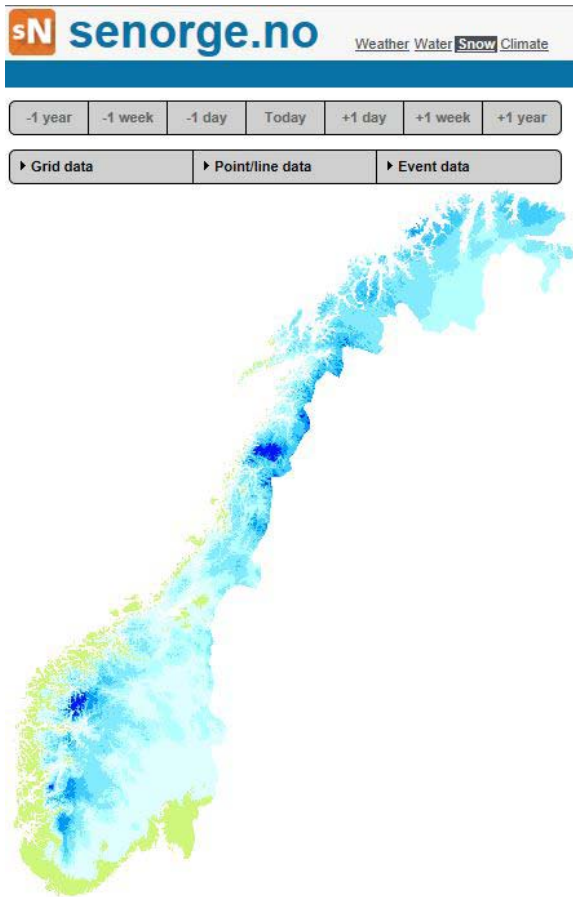 sN senorge.no
Weather Water Snow Climate
-1 year -1 week -1 day Today +1 day +1 week +1 year
Grid data Point/line data Event data